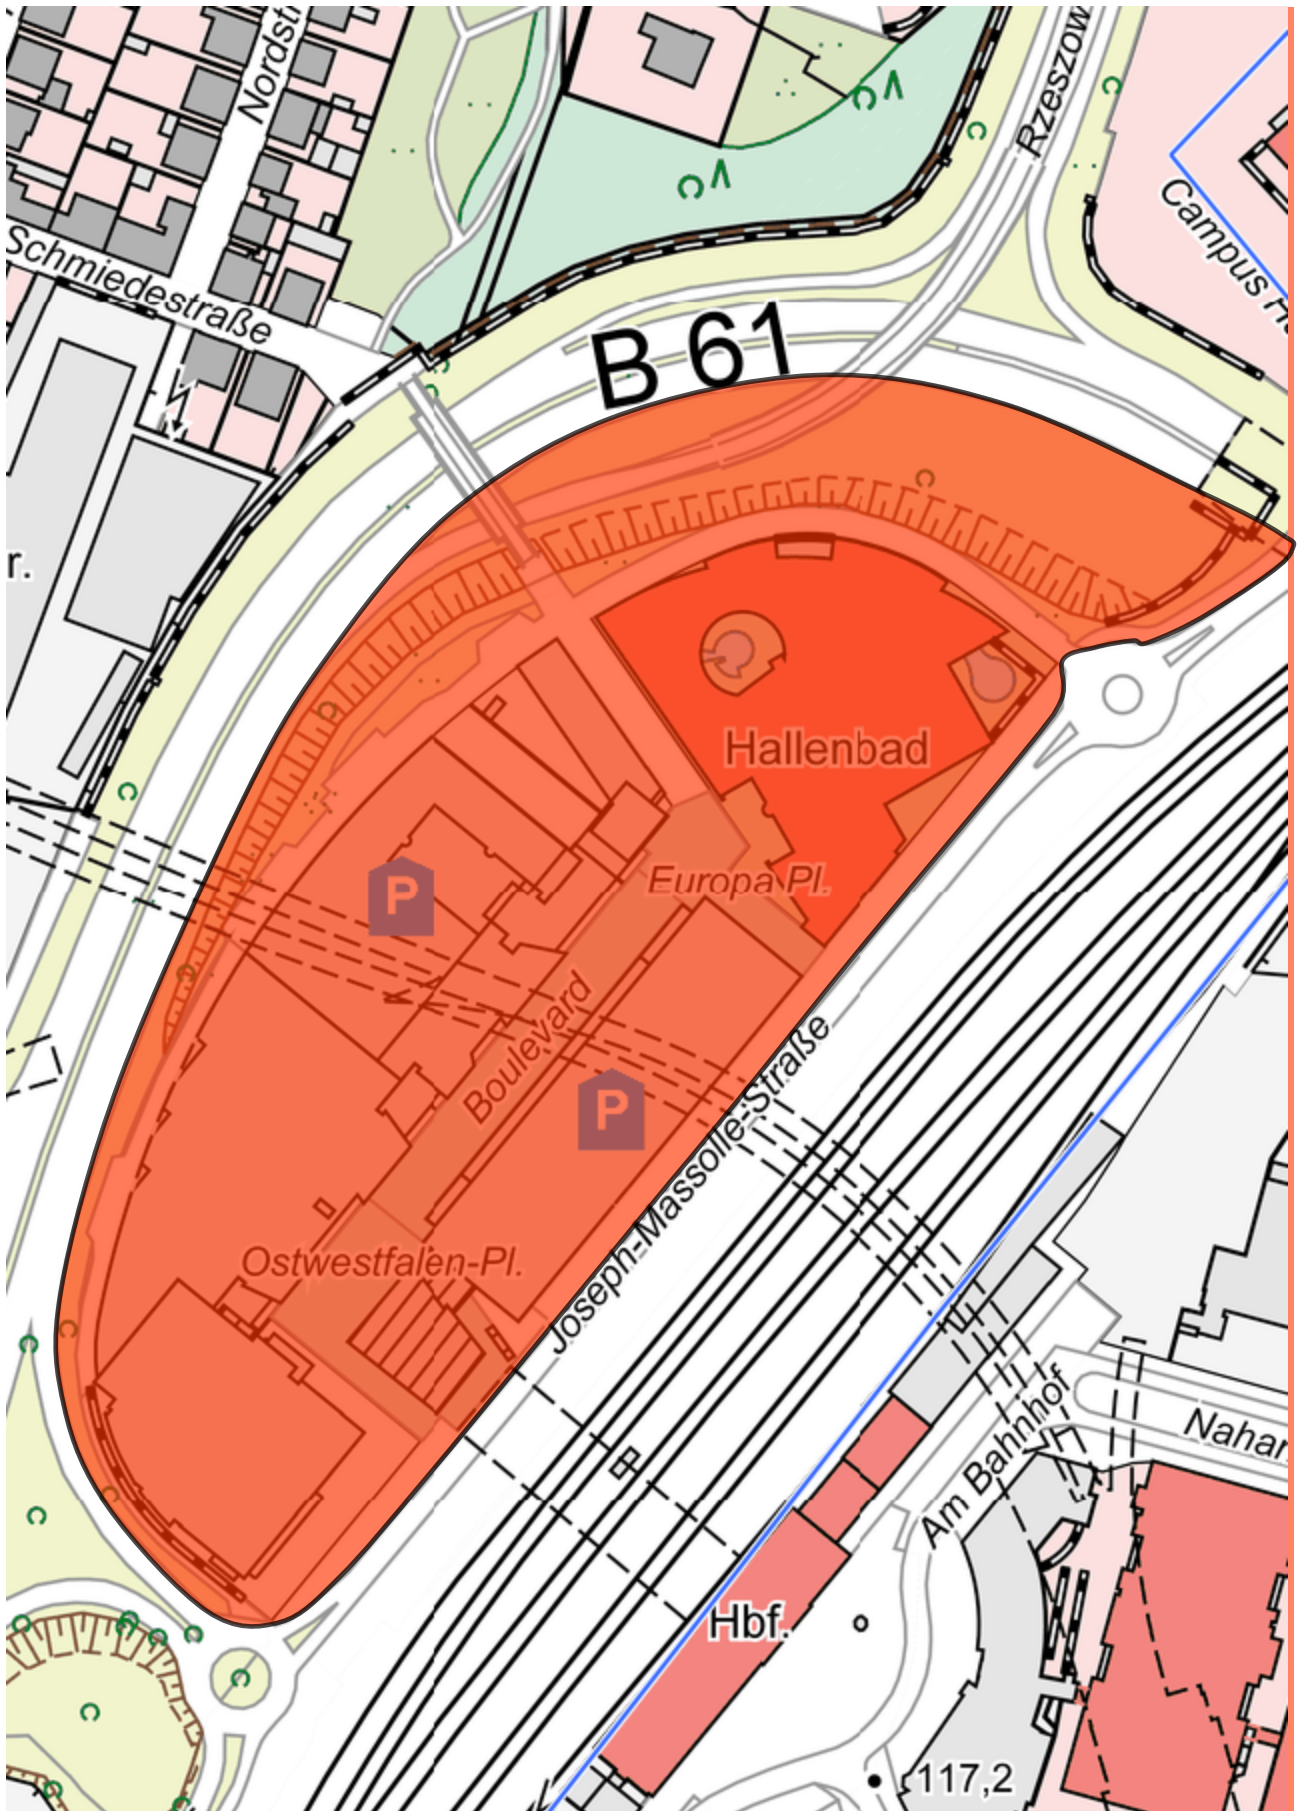 Nordstr
Rzeszow
Campus H
Schmiedestraße
B 61
r.
Hallenbad
P
Europa Pl.
Boulevard
P
Joseph-Massolle-Straße
Ostwestfalen-Pl.
Am Bahnhof
Nahar
Hbf.
117,2